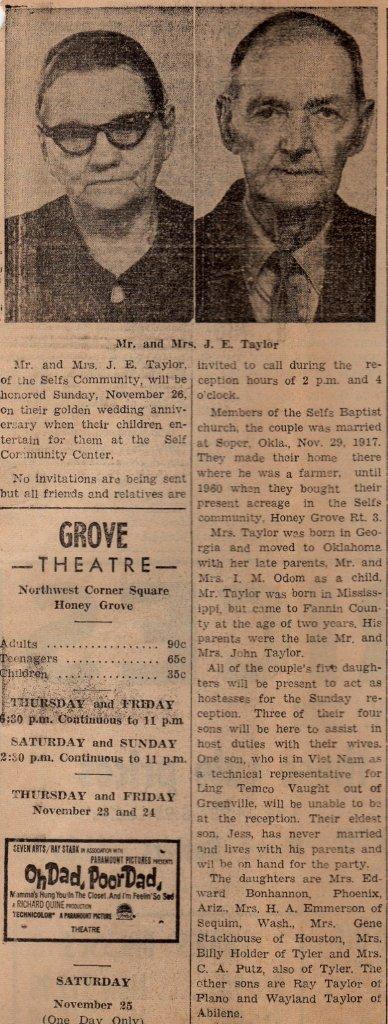 Mr. and Mrs. J. E. Taylor
Mr. and Mrs. J. E. Taylor,
of the Selfs Community, will be
honored Sunday, November 26,
on their golden wedding anniv-
ersary when their children en-
tertain for them at the Self
Community Center.
No invitations are being sent
but all friends and relatives are
invited to call during the re-
ception hours of 2 p.m. and 4
o'clock.
Members of the Selfs Baptist
church, the couple was married
at Soper, Okla., Nov. 29, 1917.
They made their home there
where he was a farmer, until
1960 when they bought their
present acreage in the Selfs
community, Honey Grove Rt. 3.
Mrs. Taylor was born in Geor-
gia and moved to Oklahoma
with her late parents, Mr. and
Mrs. I. M. Odom as a child.
Mr. Taylor was born in Missis-
sippi, but came to Fannin Coun-
ty at the age of two years. His
parents were the late Mr. and
Mrs. John Taylor.
All of the couple's five daugh-
ters will be present to act as
hostesses for the Sunday re-
ception. Three of their four
sons will be here to assist in
host duties with their wives.
One son, who is in Viet Nam as
a technical representative for
Ling Temco Vaught out of
Greenville, will be unable to be
at the reception. Their eldest
son, Jess, has never married
and lives with his parents and
will be on hand for the party.
The daughters are Mrs. Ed-
ward Bonhannon, Phoenix,
Ariz., Mrs. H. A. Emmerson of
Sequim, Wash., Mrs. Gene
Stackhouse of Houston, Mrs.
Billy Holder of Tyler and Mrs.
C. A. Putz, also of Tyler. The
other sons are Ray Taylor of
Plano and Wayland Taylor of
Abilene.
GROVE
—THEATRE—
Northwest Corner Square
Honey Grove
Adults .................... 90c
Teenagers ................ 65c
Children .................. 35c
THURSDAY and FRIDAY
6:30 p.m. Continuous to 11 p.m
SATURDAY and SUNDAY
2:30 p.m. Continuous to 11 p.m.
THURSDAY and FRIDAY
November 23 and 24
SEVEN ARTS/RAY STARK IN ASSOCIATION WITH
PARAMOUNT PICTURES PRESENTS
Oh Dad, Poor Dad,
Mamma's Hung You In The Closet And I'm Feelin' So Sad
A RICHARD QUINE PRODUCTION
TECHNICOLOR® A PARAMOUNT PICTURE
THEATRE
SATURDAY
November 25
(One Day Only)